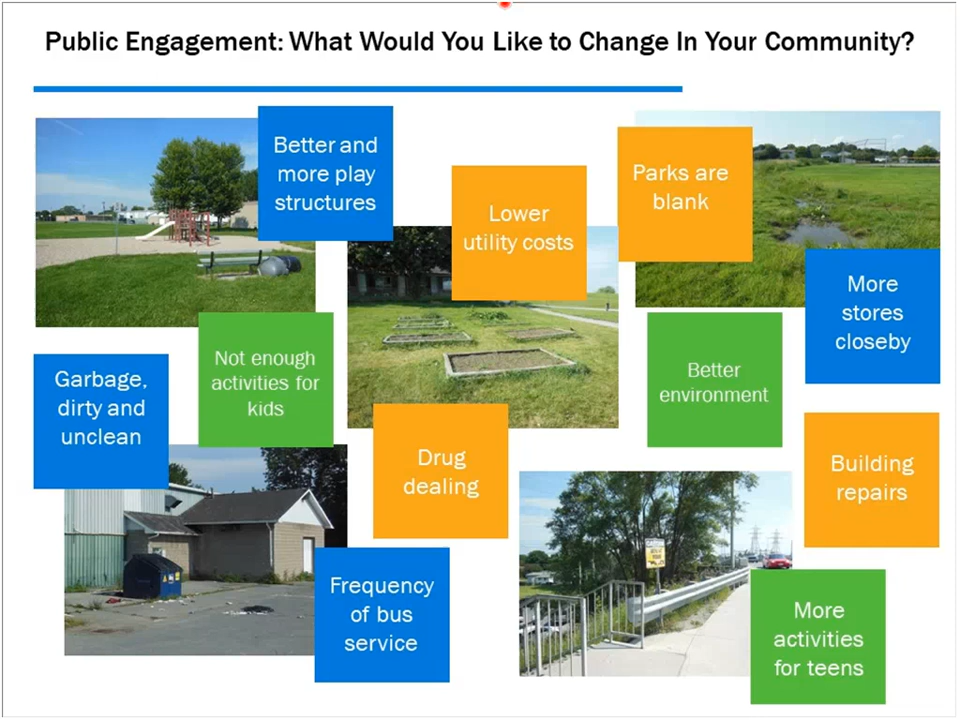 Public Engagement: What Would You Like to Change In Your Community?
Better and
more play
structures
Lower
utility costs
Parks are
blank
More
stores
closeby
Not enough
activities for
kids
Garbage,
dirty and
unclean
Better
environment
Drug
dealing
Building
repairs
Frequency
of bus
service
More
activities
for teens